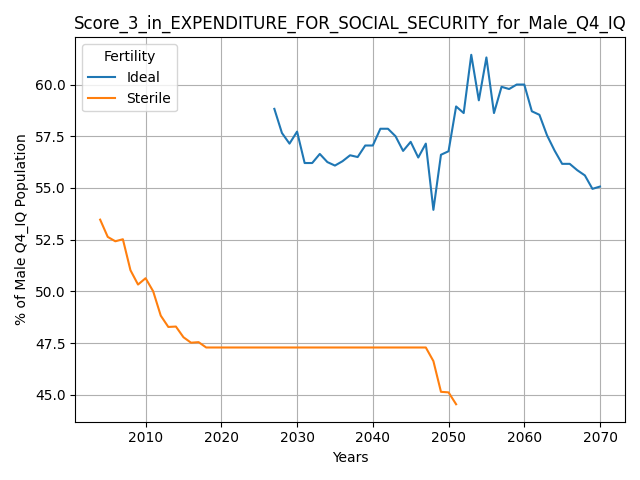 Score_3_in_EXPENDITURE_FOR_SOCIAL_SECURITY_for_Male_Q4_IQ
Fertility
Ideal
Sterile
% of Male Q4_IQ Population
60.0
57.5
55.0
52.5
50.0
47.5
45.0
2010 2020 2030 2040 2050 2060 2070
Years